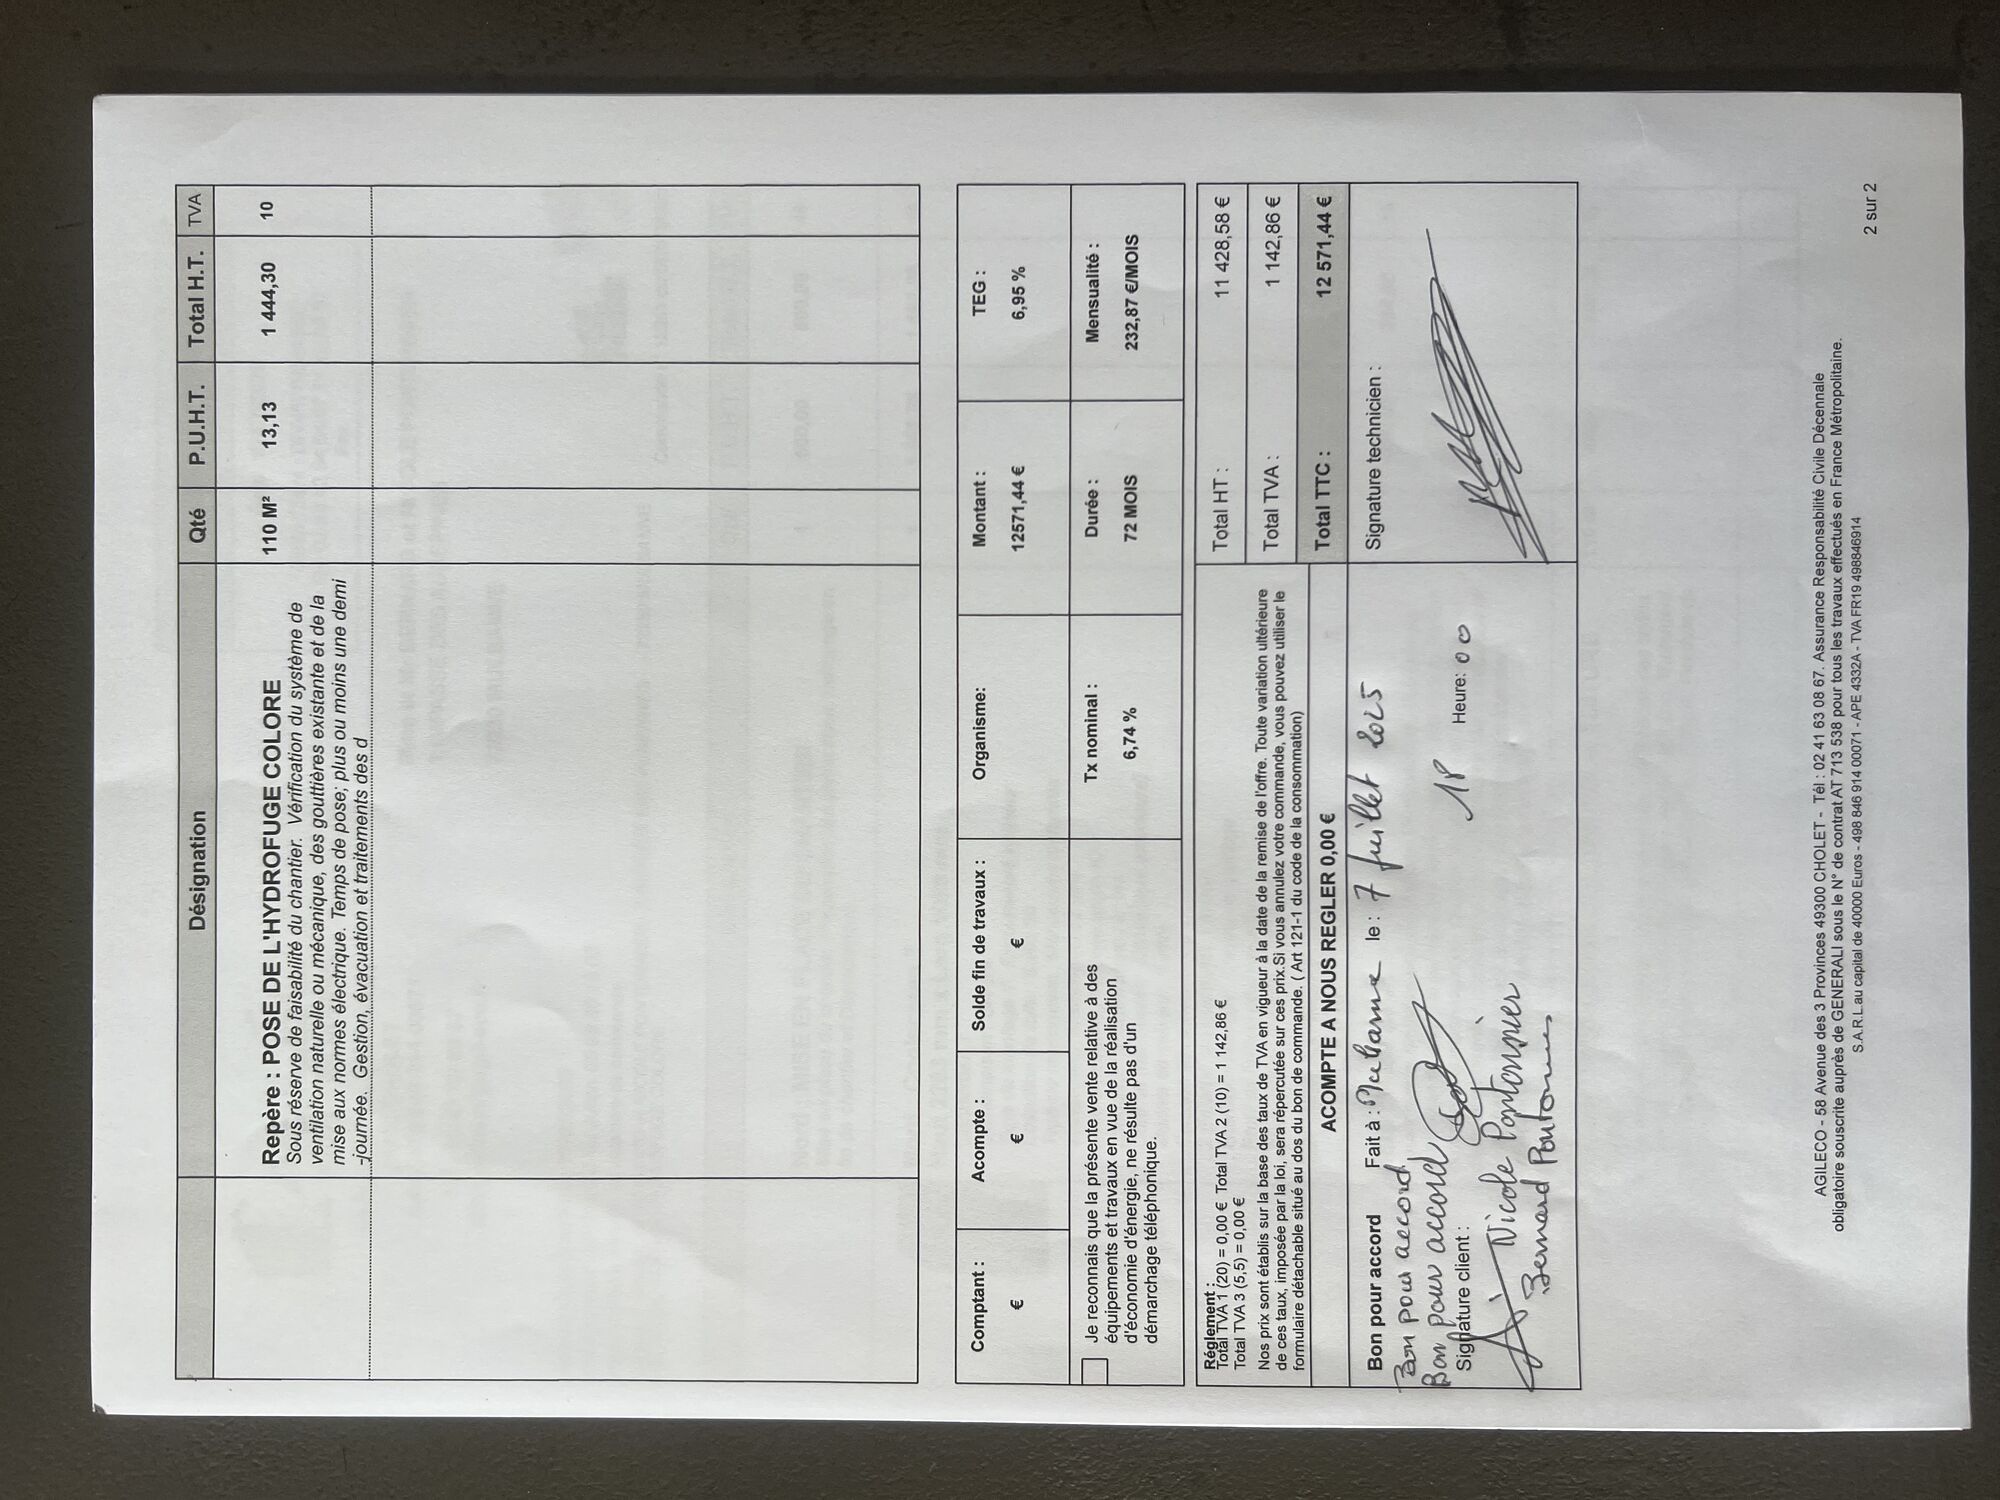 Désignation Qté P.U.H.T. Total H.T. TVA
Repère : POSE DE L'HYDROFUGE COLORE 110 M² 13,13 1 444,30 10
Sous réserve de faisabilité du chantier. Vérification du système de
ventilation naturelle ou mécanique, des gouttières existante et de la
mise aux normes électrique. Temps de pose; plus ou moins une demi
-journée. Gestion, évacuation et traitements des d
Comptant : Acompte : Solde fin de travaux : Organisme: Montant : TEG :
€ € € 12571,44 € 6,95 %
Je reconnais que la présente vente relative à des
équipements et travaux en vue de la réalisation
d'économie d'énergie, ne résulte pas d'un
démarchage téléphonique.
Tx nominal : Durée : Mensualité :
6,74 % 72 MOIS 232,87 €/MOIS
Réglement :
Total TVA 1 (20) = 0,00 € Total TVA 2 (10) = 1 142,86 €
Total TVA 3 (5,5) = 0,00 €
Nos prix sont établis sur la base des taux de TVA en vigueur à la date de la remise de l'offre. Toute variation ultérieure
de ces taux, imposée par la loi, sera répercutée sur ces prix.Si vous annulez votre commande, vous pouvez utiliser le
formulaire détachable situé au dos du bon de commande. ( Art 121-1 du code de la consommation)
Total HT : 11 428,58 €
Total TVA : 1 142,86 €
Total TTC : 12 571,44 €
ACOMPTE A NOUS REGLER 0,00 €
Bon pour accord Fait à : le : 7 juillet 2025
Bon pour accord
Bon pour accord
18 Heure: 00
Signature client :
Nicole Pontonnier
Bernard Pontonnier
Signature technicien :
AGILECO - 58 Avenue des 3 Provinces 49300 CHOLET - Tél : 02 41 63 08 67. Assurance Responsabilité Civile Décennale
obligatoire souscrite auprès de GENERALI sous le N° de contrat AT 713 538 pour tous les travaux effectués en France Métropolitaine.
S.A.R.L au capital de 40000 Euros - 498 846 914 00071 - APE 4332A - TVA FR19 498846914
2 sur 2